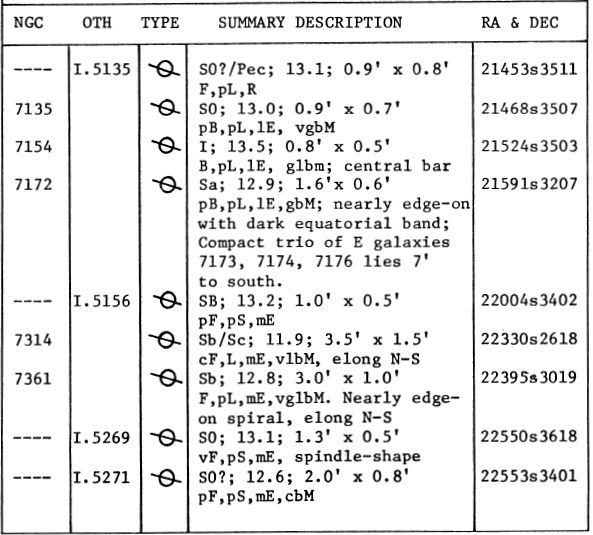 NGC OTH TYPE SUMMARY DESCRIPTION RA & DEC
---- I.5135 S0?/Pec; 13.1; 0.9' x 0.8' 21453s3511
F,pL,R
7135 S0; 13.0; 0.9' x 0.7' 21468s3507
pB,pL,lE, vgbM
7154 I; 13.5; 0.8' x 0.5' 21524s3503
B,pL,lE, glbm; central bar
7172 Sa; 12.9; 1.6'x 0.6' 21591s3207
pB,pL,lE,gbM; nearly edge-on
with dark equatorial band;
Compact trio of E galaxies
7173, 7174, 7176 lies 7'
to south.
---- I.5156 SB; 13.2; 1.0' x 0.5' 22004s3402
pF,pS,mE
7314 Sb/Sc; 11.9; 3.5' x 1.5' 22330s2618
cF,L,mE,vlbM, elong N-S
7361 Sb; 12.8; 3.0' x 1.0' 22395s3019
F,pL,mE,vglbM. Nearly edge-
on spiral, elong N-S
---- I.5269 S0; 13.1; 1.3' x 0.5' 22550s3618
vF,pS,mE, spindle-shape
---- I.5271 S0?; 12.6; 2.0' x 0.8' 22553s3401
pF,pS,mE,cbM